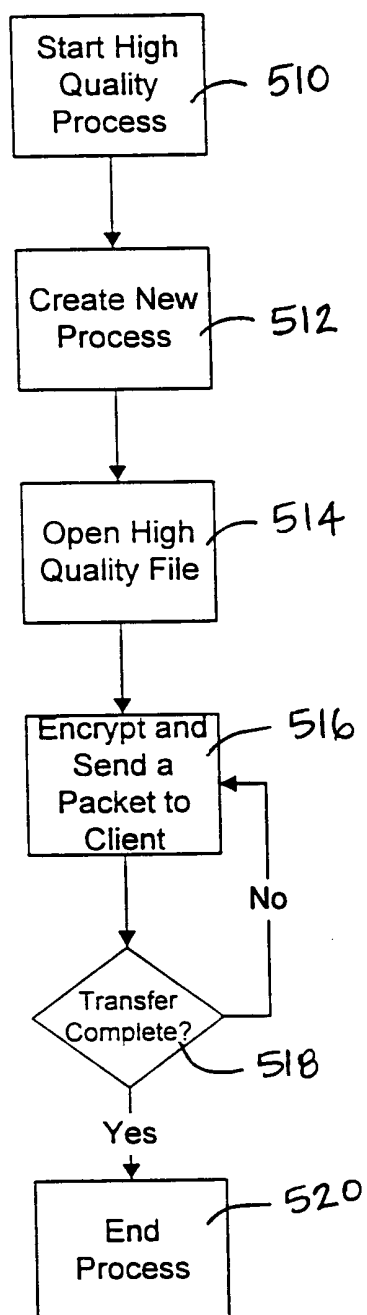 Start High
Quality
Process
510
Create New
Process
512
Open High
Quality File
514
Encrypt and
Send a
Packet to
Client
516
No
Transfer
Complete?
518
Yes
End
Process
520